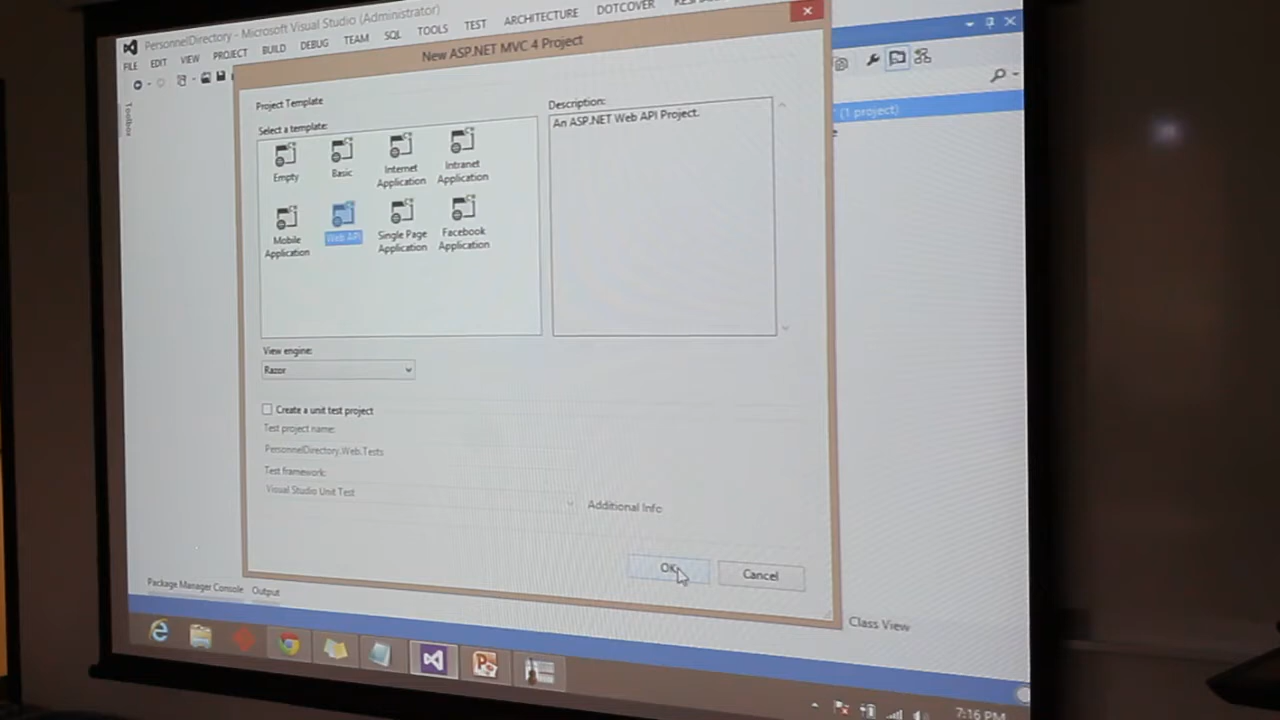 PersonnelDirectory - Microsoft Visual Studio (Administrator)
FILE EDIT VIEW PROJECT BUILD DEBUG TEAM SQL TOOLS TEST ARCHITECTURE DOTCOVER
New ASP.NET MVC 4 Project
Toolbox
Project Template
Select a template:
Description:
An ASP.NET Web API Project.
(1 project)
Empty
Basic
Internet Application
Intranet Application
Mobile Application
Web API
Single Page Application
Facebook Application
View engine:
Razor
Create a unit test project
Test project name:
PersonnelDirectory.Web.Tests
Test framework:
Visual Studio Unit Test
Additional Info
OK
Cancel
Package Manager Console Output
Class View
7:16 PM